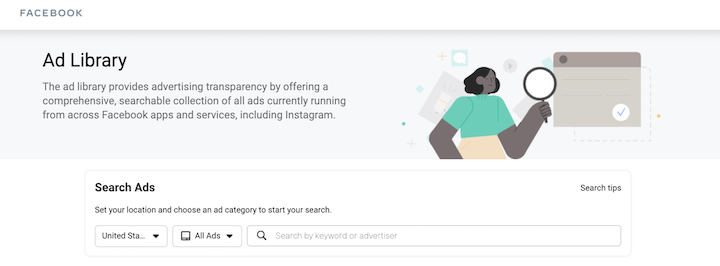 FACEBOOK
Ad Library
The ad library provides advertising transparency by offering a
comprehensive, searchable collection of all ads currently running
from across Facebook apps and services, including Instagram.
Search Ads
Search tips
Set your location and choose an ad category to start your search.
United Sta...
All Ads
Search by keyword or advertiser